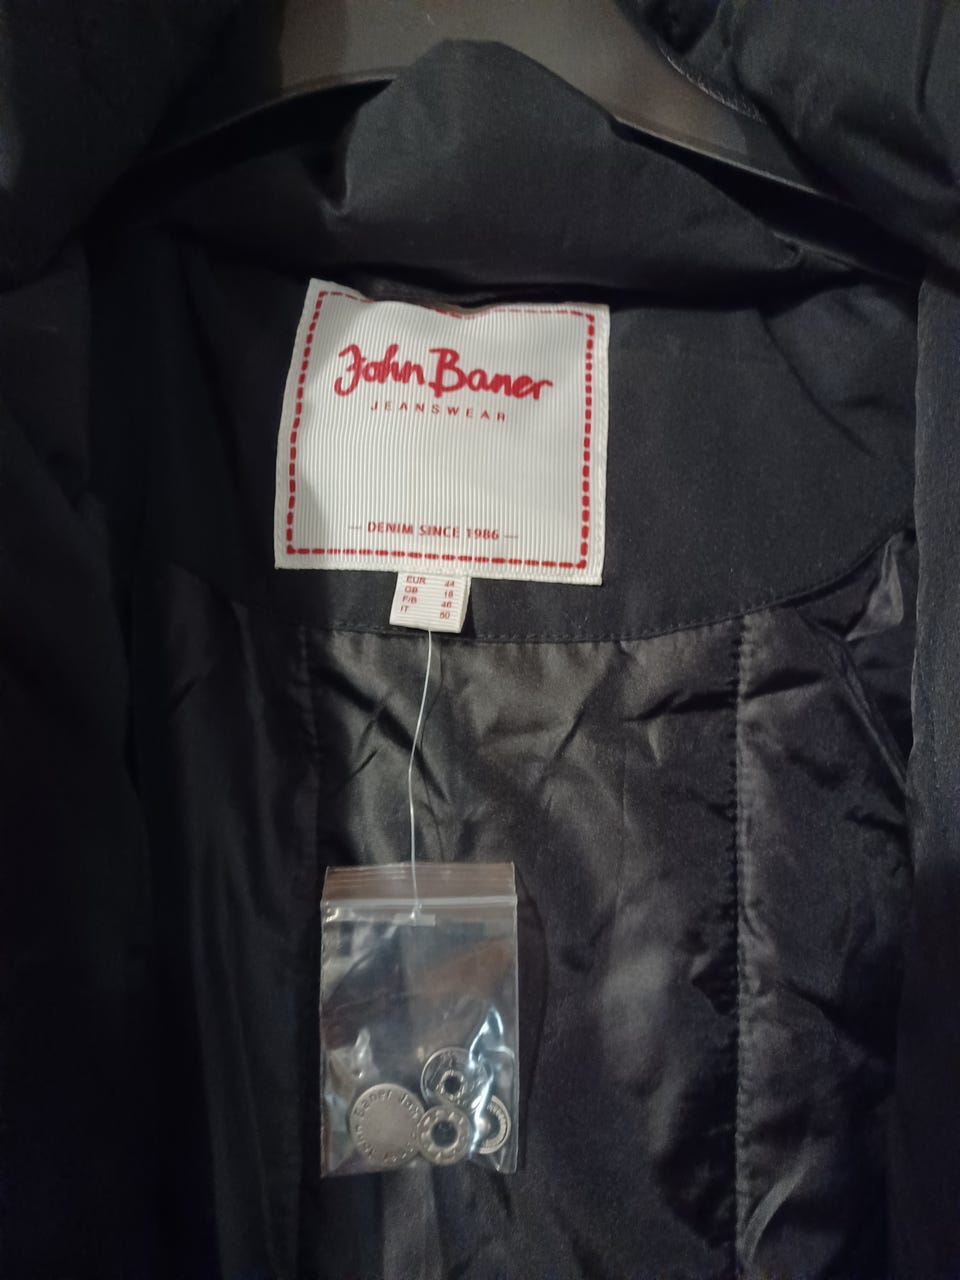 John Baner
JEANSWEAR
— DENIM SINCE 1986 —
EUR 44
GB 18
F/B 46
IT 50